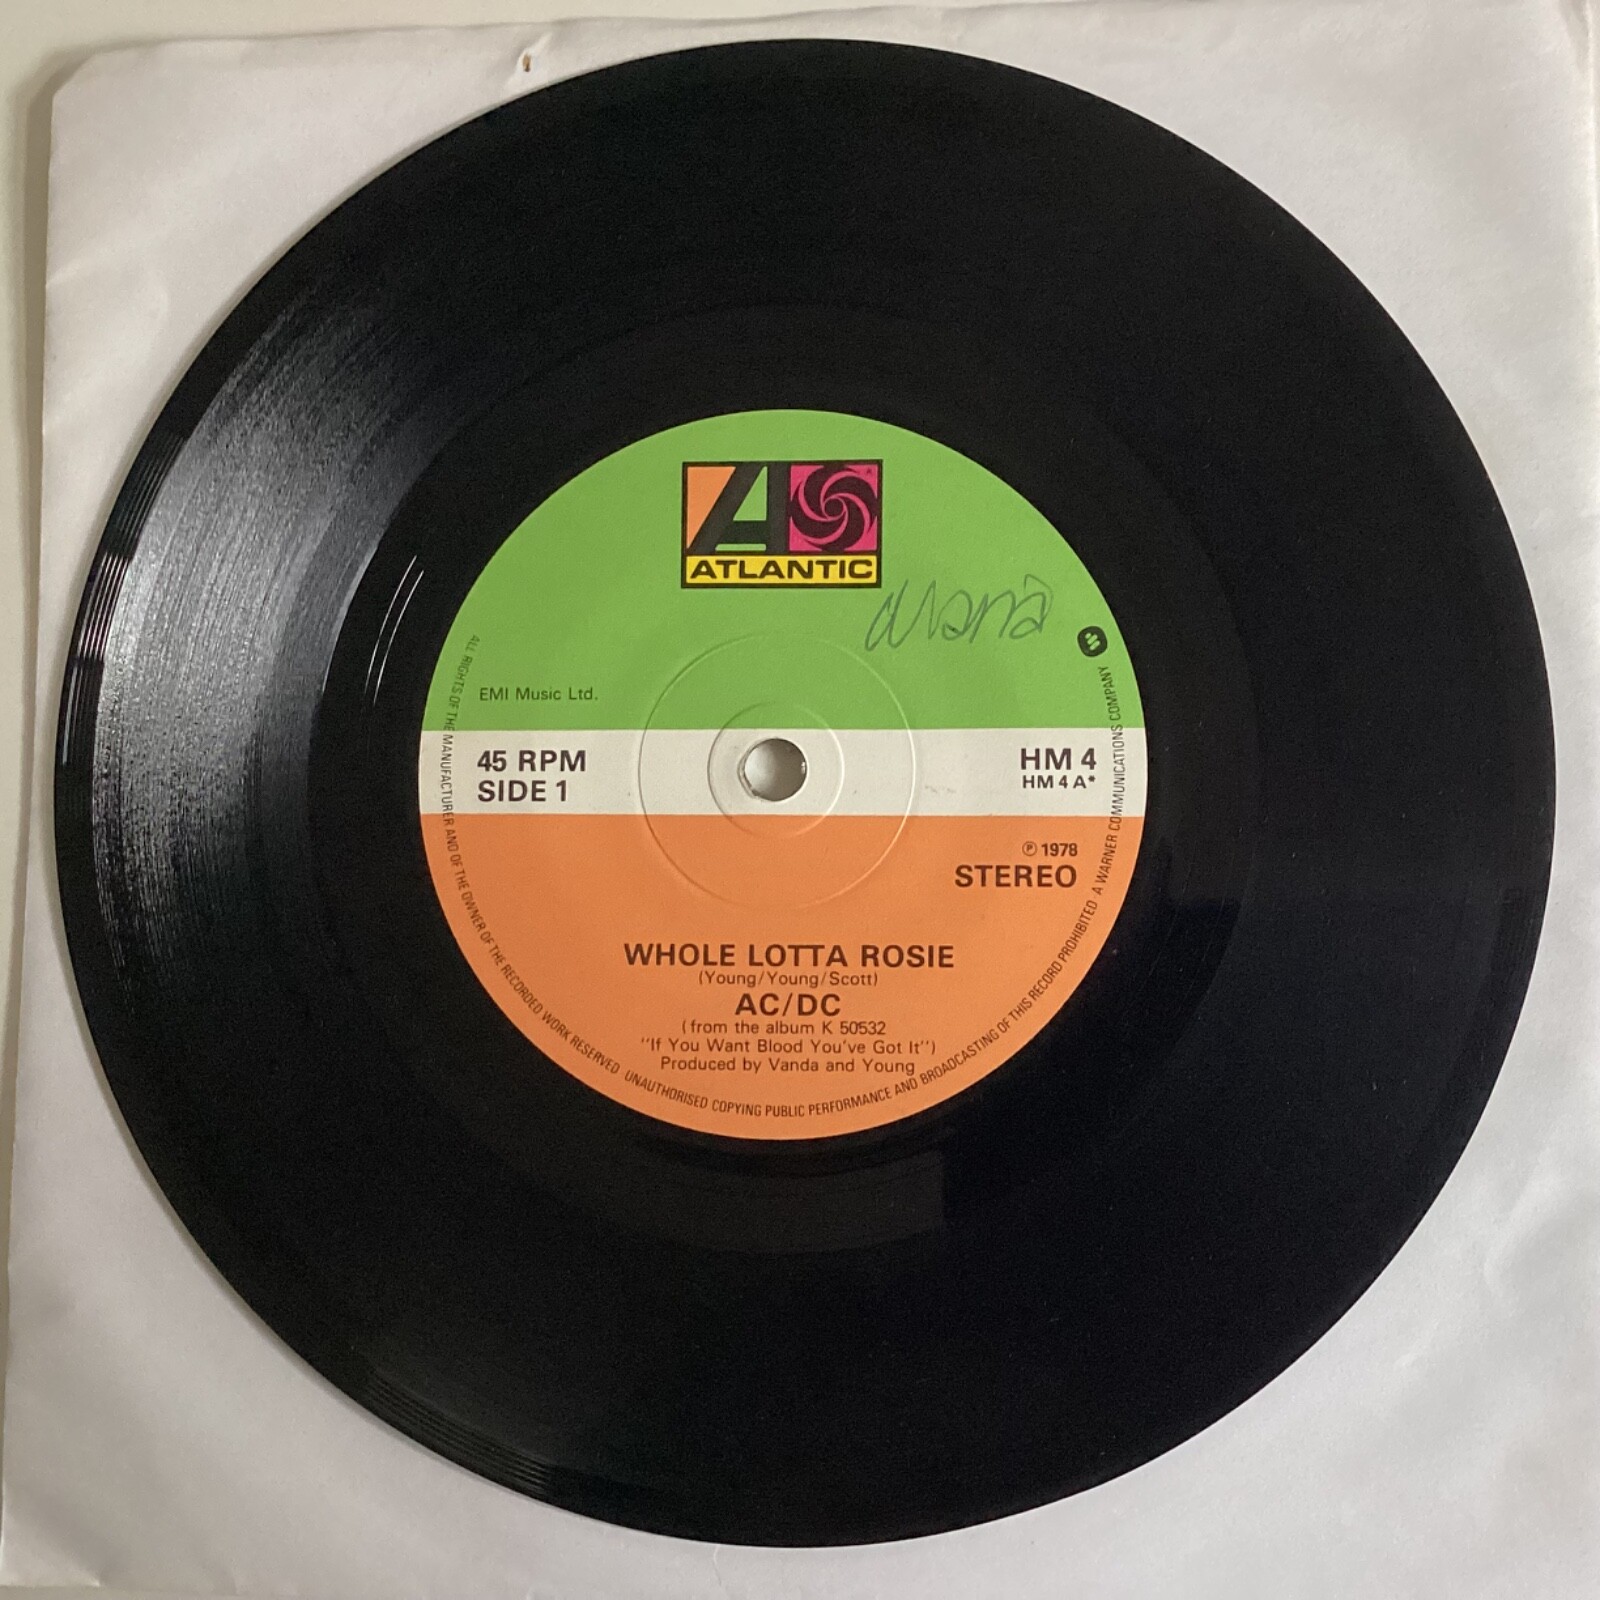 ATLANTIC
EMI Music Ltd.
45 RPM
SIDE 1
HM 4
HM 4 A*
℗ 1978
STEREO
WHOLE LOTTA ROSIE
(Young/Young/Scott)
AC/DC
(from the album K 50532
"If You Want Blood You've Got It")
Produced by Vanda and Young
ALL RIGHTS OF THE MANUFACTURER AND OF THE OWNER OF THE RECORDED WORK RESERVED UNAUTHORISED COPYING PUBLIC PERFORMANCE AND BROADCASTING OF THIS RECORD PROHIBITED A WARNER COMMUNICATIONS COMPANY